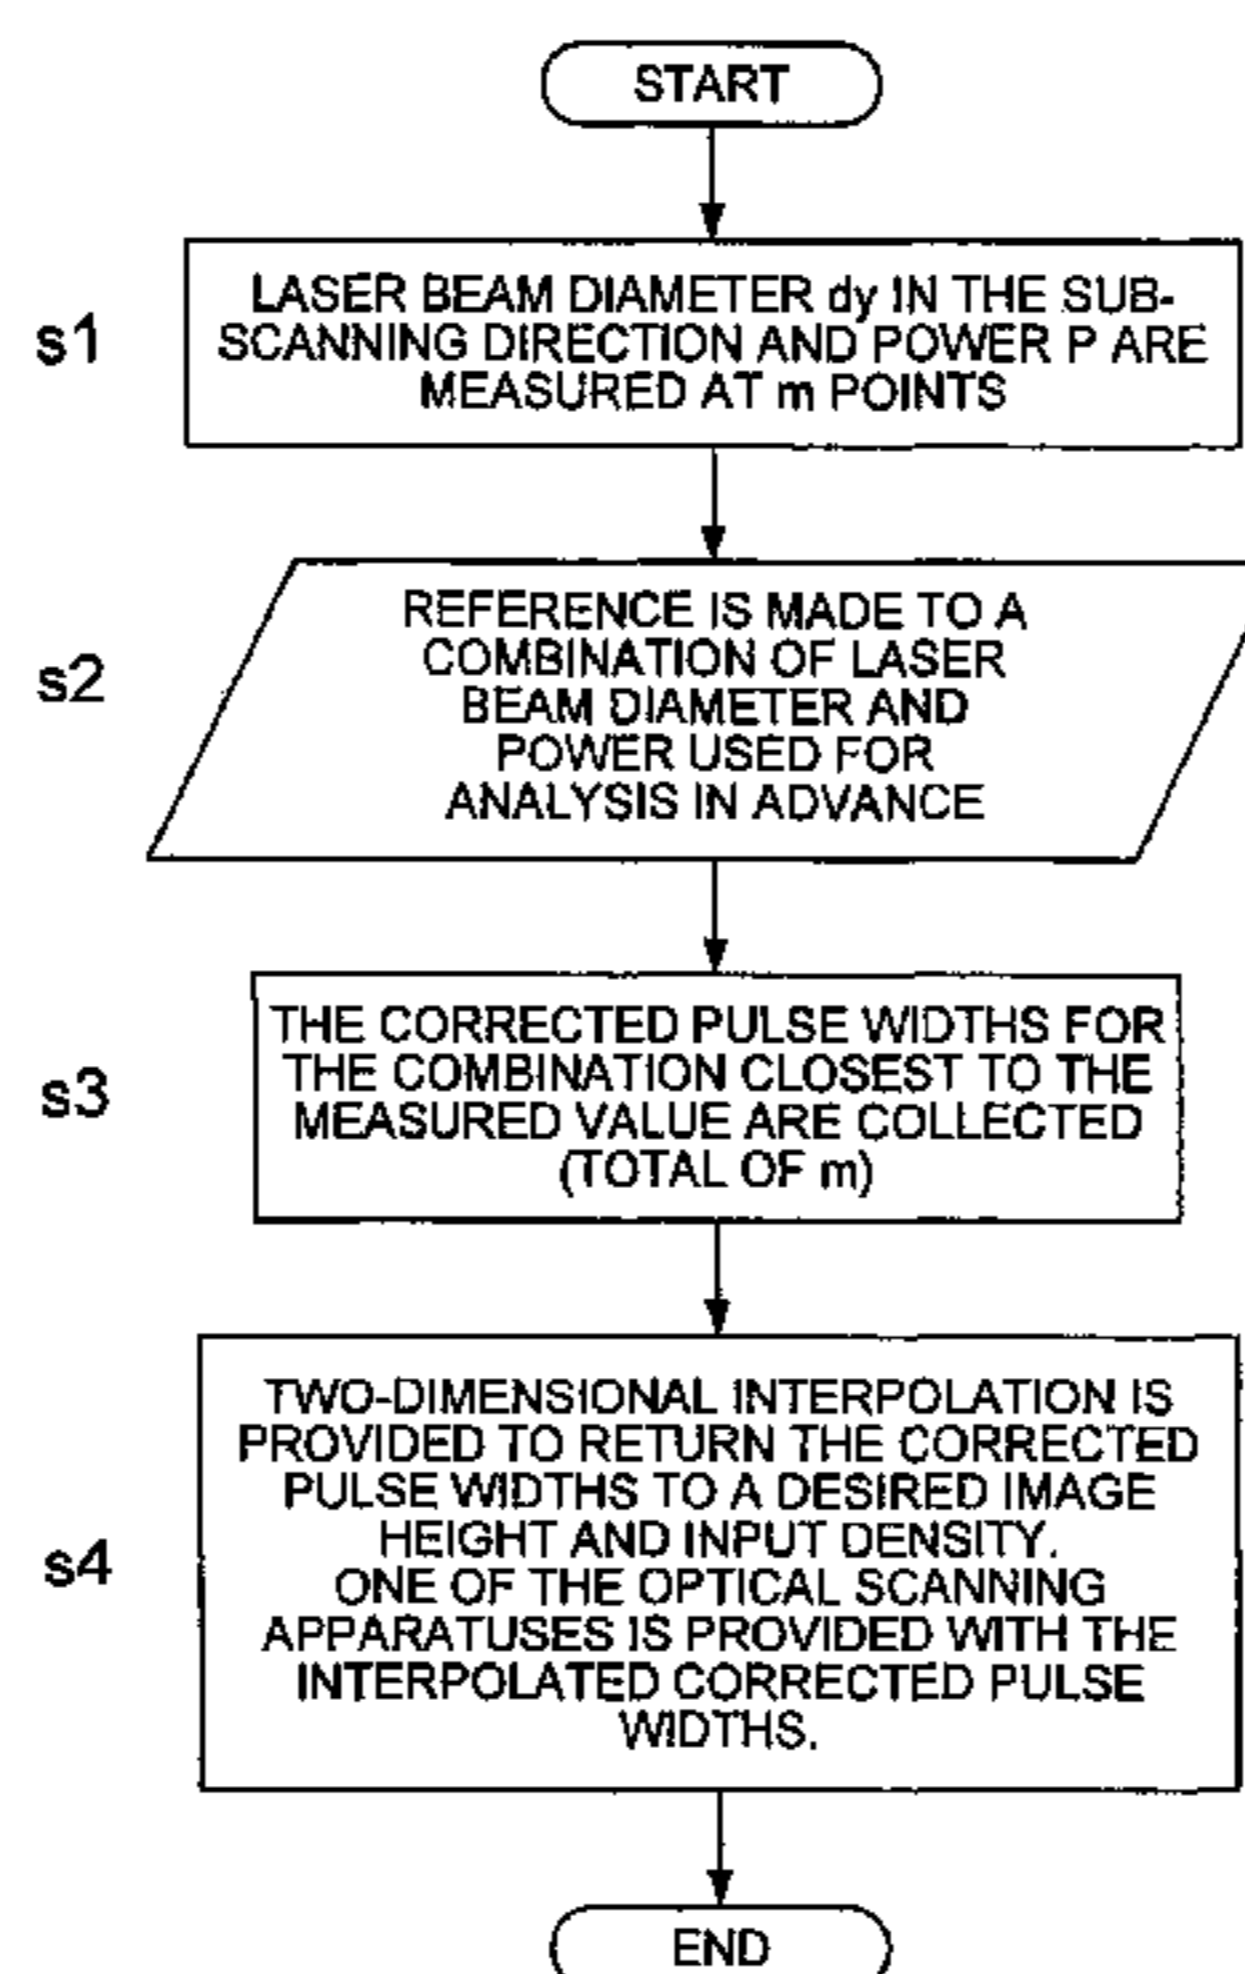 START
s1
LASER BEAM DIAMETER dy IN THE SUB-
SCANNING DIRECTION AND POWER P ARE
MEASURED AT m POINTS
s2
REFERENCE IS MADE TO A
COMBINATION OF LASER
BEAM DIAMETER AND
POWER USED FOR
ANALYSIS IN ADVANCE
s3
THE CORRECTED PULSE WIDTHS FOR
THE COMBINATION CLOSEST TO THE
MEASURED VALUE ARE COLLECTED
(TOTAL OF m)
s4
TWO-DIMENSIONAL INTERPOLATION IS
PROVIDED TO RETURN THE CORRECTED
PULSE WIDTHS TO A DESIRED IMAGE
HEIGHT AND INPUT DENSITY.
ONE OF THE OPTICAL SCANNING
APPARATUSES IS PROVIDED WITH THE
INTERPOLATED CORRECTED PULSE
WIDTHS.
END